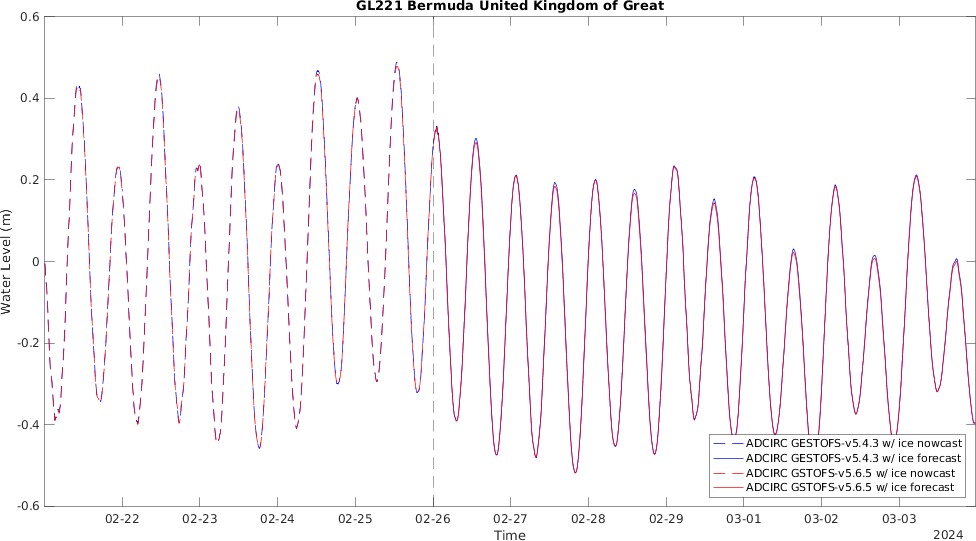 GL221 Bermuda United Kingdom of Great
0.6
0.4
0.2
0
-0.2
-0.4
-0.6
Water Level (m)
ADCIRC GESTOFS-v5.4.3 w/ ice nowcast
ADCIRC GESTOFS-v5.4.3 w/ ice forecast
ADCIRC GSTOFS-v5.6.5 w/ ice nowcast
ADCIRC GSTOFS-v5.6.5 w/ ice forecast
02-22 02-23 02-24 02-25 02-26 02-27 02-28 02-29 03-01 03-02 03-03
Time
2024